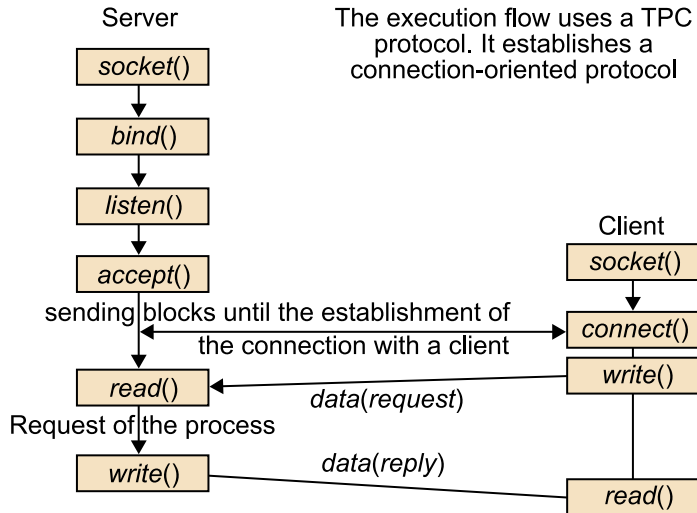 Server
The execution flow uses a TPC
protocol. It establishes a
connection-oriented protocol
socket()
bind()
listen()
accept()
Client
socket()
sending blocks until the establishment of
the connection with a client
connect()
read()
write()
data(request)
Request of the process
write()
data(reply)
read()